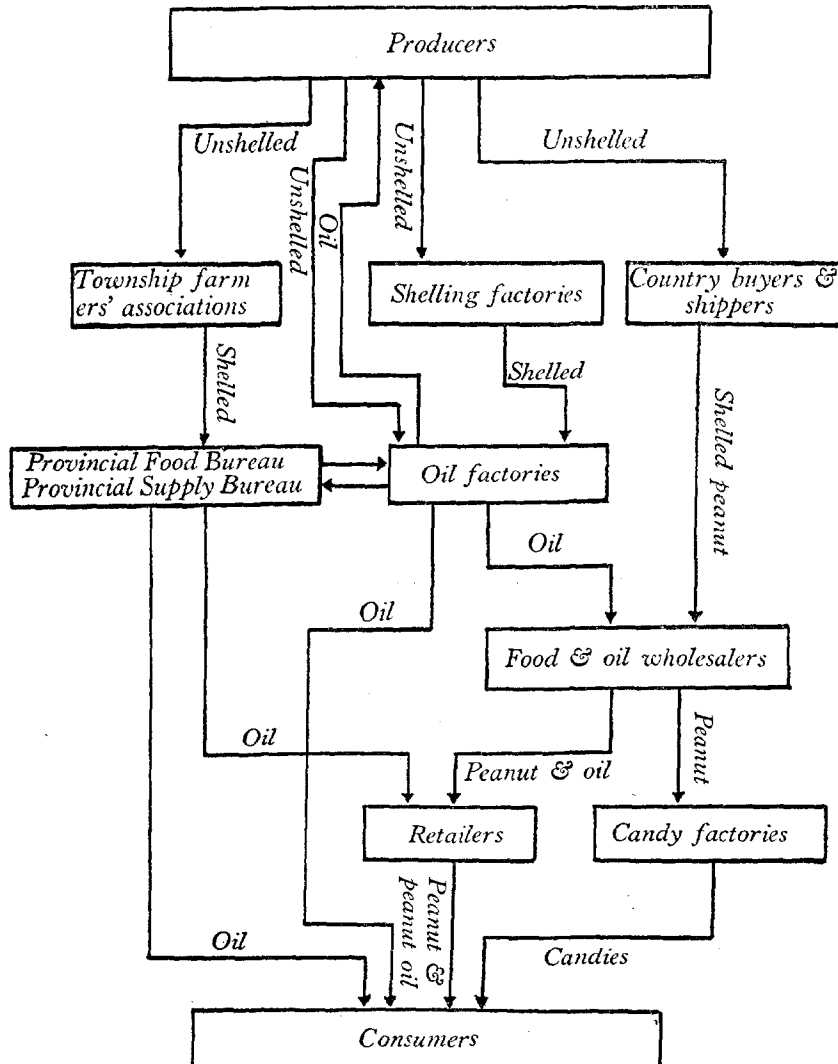 Producers
Unshelled
Unshelled
Oil
Unshelled
Unshelled
Township farm
ers' associations
Shelling factories
Country buyers &
shippers
Shelled
Shelled
Shelled peanut
Provincial Food Bureau
Provincial Supply Bureau
Oil factories
Oil
Oil
Food & oil wholesalers
Oil
Peanut & oil
Peanut
Retailers
Candy factories
Oil
Peanut &
peanut oil
Candies
Consumers